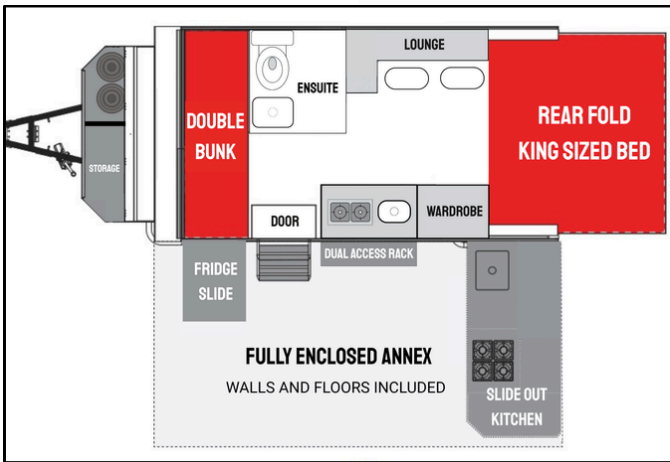 LOUNGE
ENSUITE
DOUBLE
BUNK
REAR FOLD
KING SIZED BED
STORAGE
DOOR
WARDROBE
DUAL ACCESS RACK
FRIDGE
SLIDE
FULLY ENCLOSED ANNEX
WALLS AND FLOORS INCLUDED
SLIDE OUT
KITCHEN